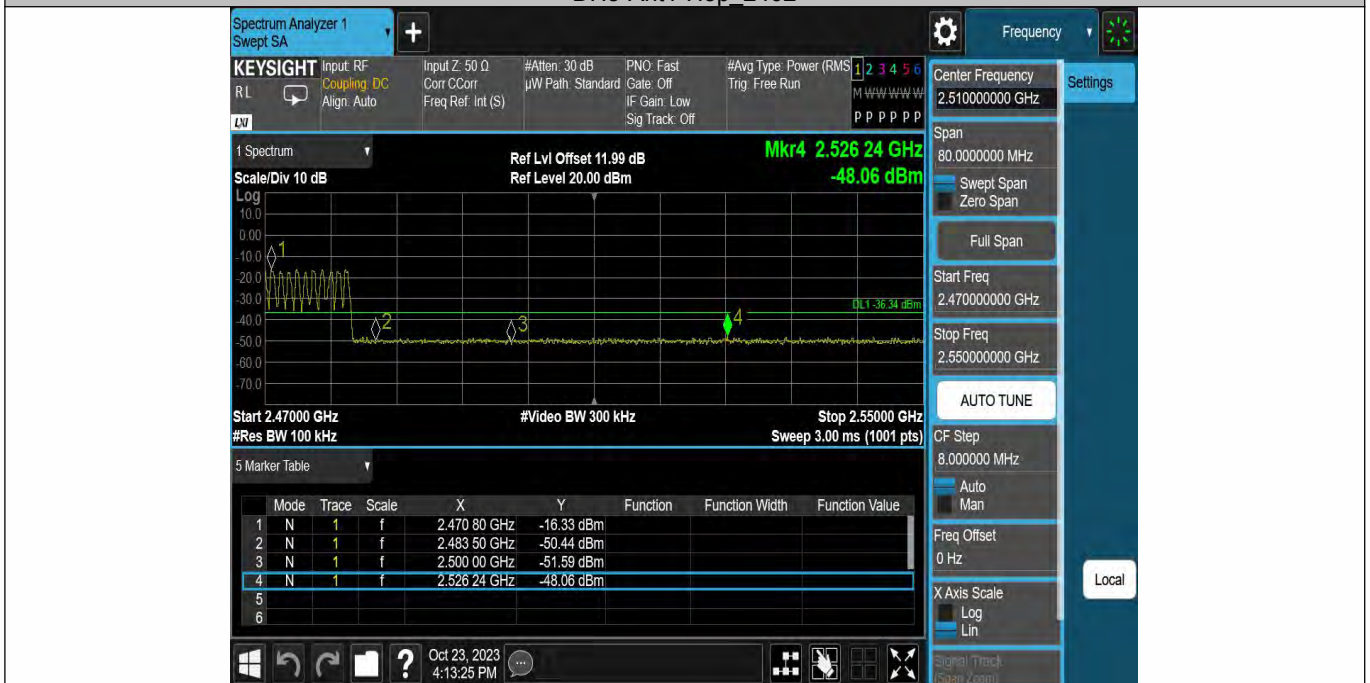 Spectrum Analyzer 1
Swept SA
+
Frequency
KEYSIGHT
RL
LXI
Input: RF
Coupling: DC
Align: Auto
Input Z: 50 Ω
Corr CCorr
Freq Ref: Int (S)
#Atten: 30 dB
µW Path: Standard
PNO: Fast
Gate: Off
IF Gain: Low
Sig Track: Off
#Avg Type: Power (RMS
Trig: Free Run
1 2 3 4 5 6
M W W W W W
P P P P P P
1 Spectrum
Scale/Div 10 dB
Ref Lvl Offset 11.99 dB
Ref Level 20.00 dBm
Mkr4 2.526 24 GHz
-48.06 dBm
Log
10.0
0.00
-10.0
-20.0
-30.0
-40.0
-50.0
-60.0
-70.0
1
2
3
4
DL1 -36.34 dBm
Start 2.47000 GHz
#Video BW 300 kHz
Stop 2.55000 GHz
#Res BW 100 kHz
Sweep 3.00 ms (1001 pts)
5 Marker Table
Mode Trace Scale X Y Function Function Width Function Value
1 N 1 f 2.470 80 GHz -16.33 dBm
2 N 1 f 2.483 50 GHz -50.44 dBm
3 N 1 f 2.500 00 GHz -51.59 dBm
4 N 1 f 2.526 24 GHz -48.06 dBm
5
6
Center Frequency
2.510000000 GHz
Settings
Span
80.0000000 MHz
Swept Span
Zero Span
Full Span
Start Freq
2.470000000 GHz
Stop Freq
2.550000000 GHz
AUTO TUNE
CF Step
8.000000 MHz
Auto
Man
Freq Offset
0 Hz
X Axis Scale
Log
Lin
Local
Signal Track
(Span Zoom)
?
Oct 23, 2023
4:13:25 PM